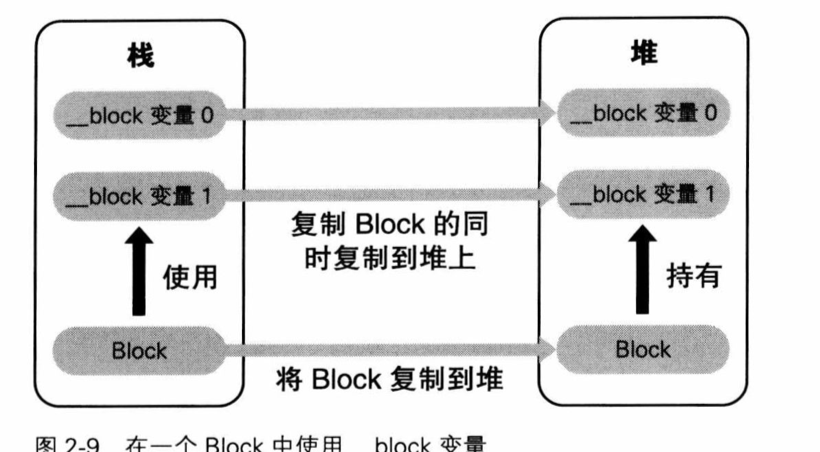 栈
堆
__block 变量 0
__block 变量 0
__block 变量 1
__block 变量 1
复制 Block 的同
时复制到堆上
使用
持有
Block
Block
将 Block 复制到堆
图 2-9 在一个 Block 中使用 __block 变量